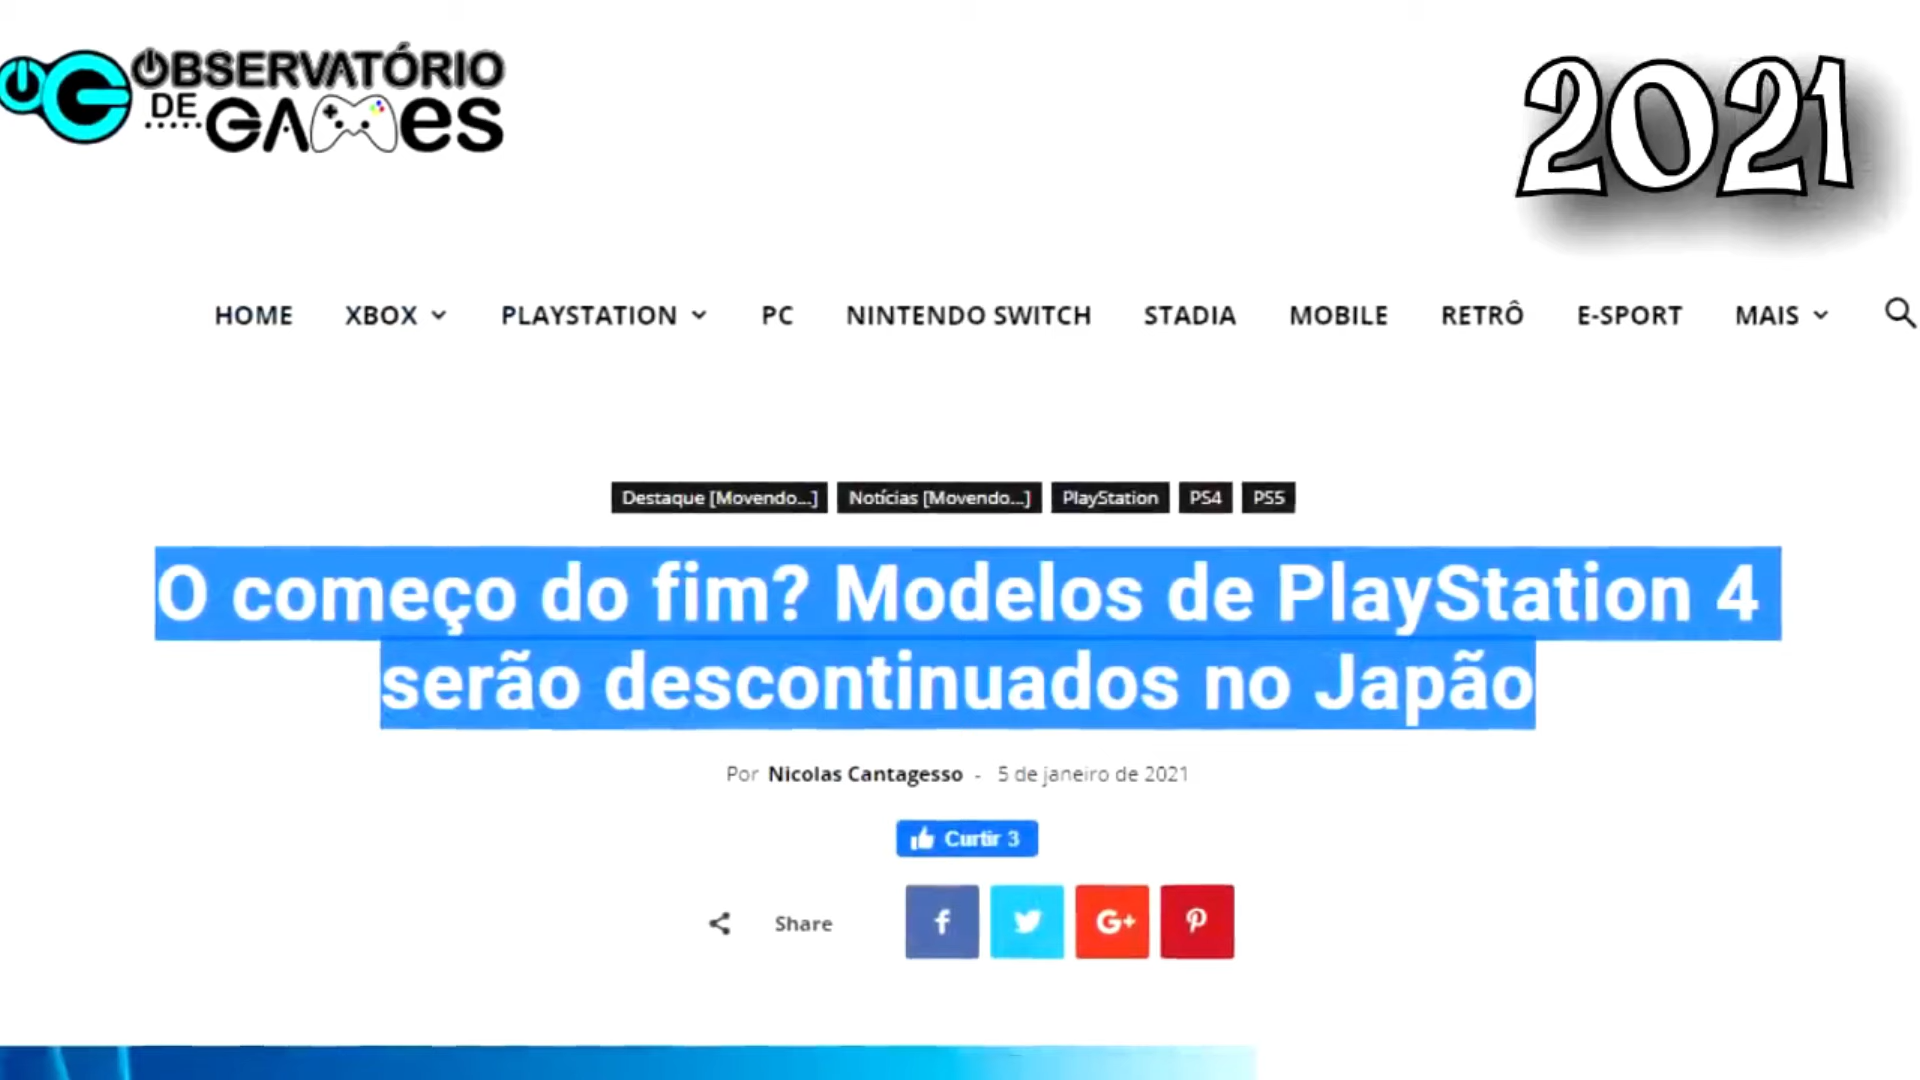 OBSERVATÓRIO
DE GAMES
2021
HOME XBOX PLAYSTATION PC NINTENDO SWITCH STADIA MOBILE RETRÔ E-SPORT MAIS
Destaque [Movendo...] Notícias [Movendo...] PlayStation PS4 PS5
O começo do fim? Modelos de PlayStation 4
serão descontinuados no Japão
Por Nicolas Cantagesso - 5 de janeiro de 2021
Curtir 3
Share f G+